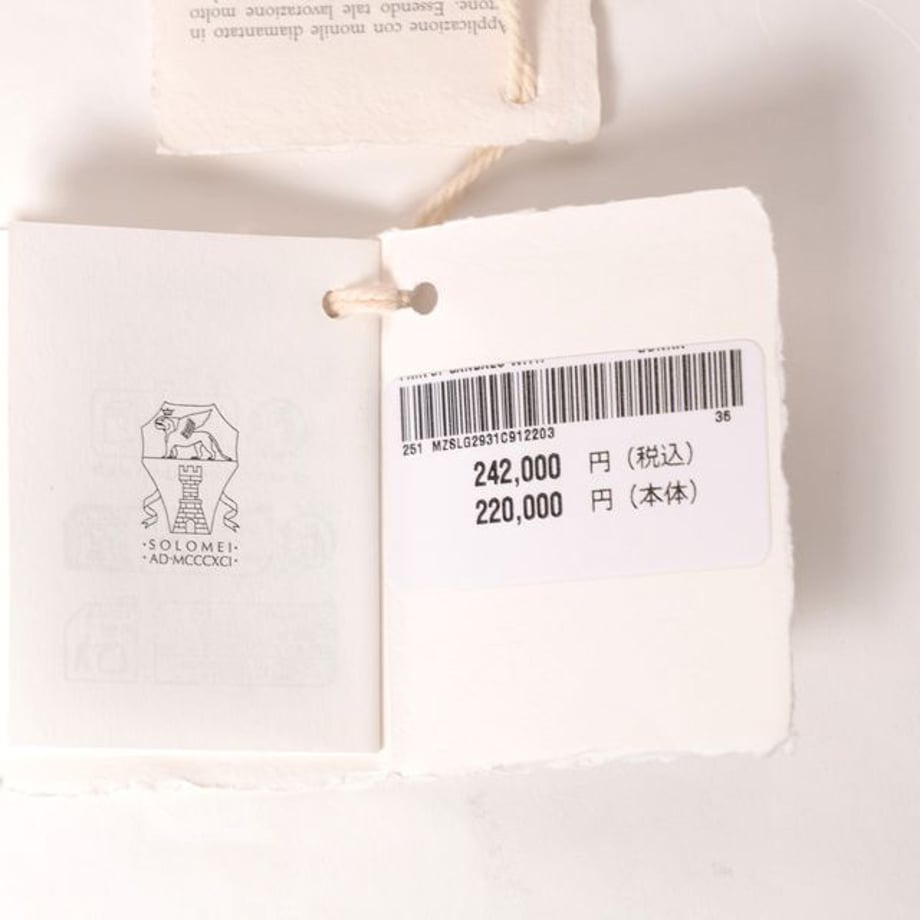 Applicazione con monile diamantato in
tone. Essendo tale lavorazione molto
·SOLOMEI·
·AD·MCCCXCI·
36
251 MZSLG2931C912203
242,000 円（税込）
220,000 円（本体）